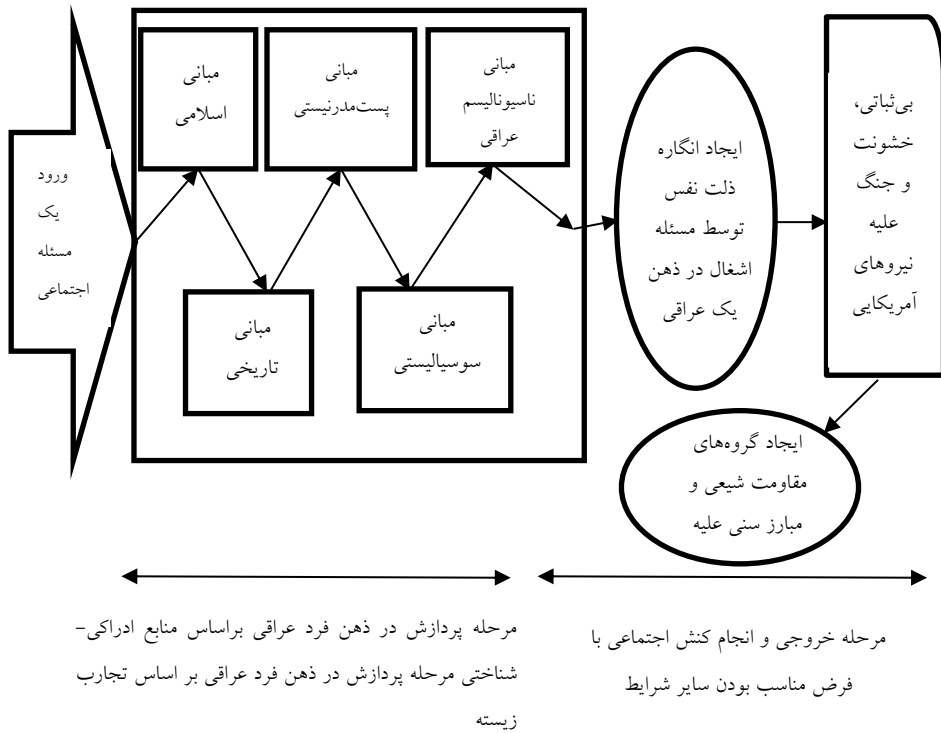 ورود
یک
مسئله
اجتماعی
مبانی
اسلامی
مبانی
پست‌مدرنیستی
مبانی
ناسیونالیسم
عراقی
مبانی
تاریخی
مبانی
سوسیالیستی
ایجاد انگاره
ذلت نفس
توسط مسئله
اشغال در ذهن
یک عراقی
بی‌ثباتی،
خشونت
و جنگ
علیه
نیروهای
آمریکایی
ایجاد گروه‌های
مقاومت شیعی و
مبارز سنی علیه
مرحله پردازش در ذهن فرد عراقی براساس منابع ادراکی-
شناختی مرحله پردازش در ذهن فرد عراقی بر اساس تجارب
زیسته
مرحله خروجی و انجام کنش اجتماعی با
فرض مناسب بودن سایر شرایط